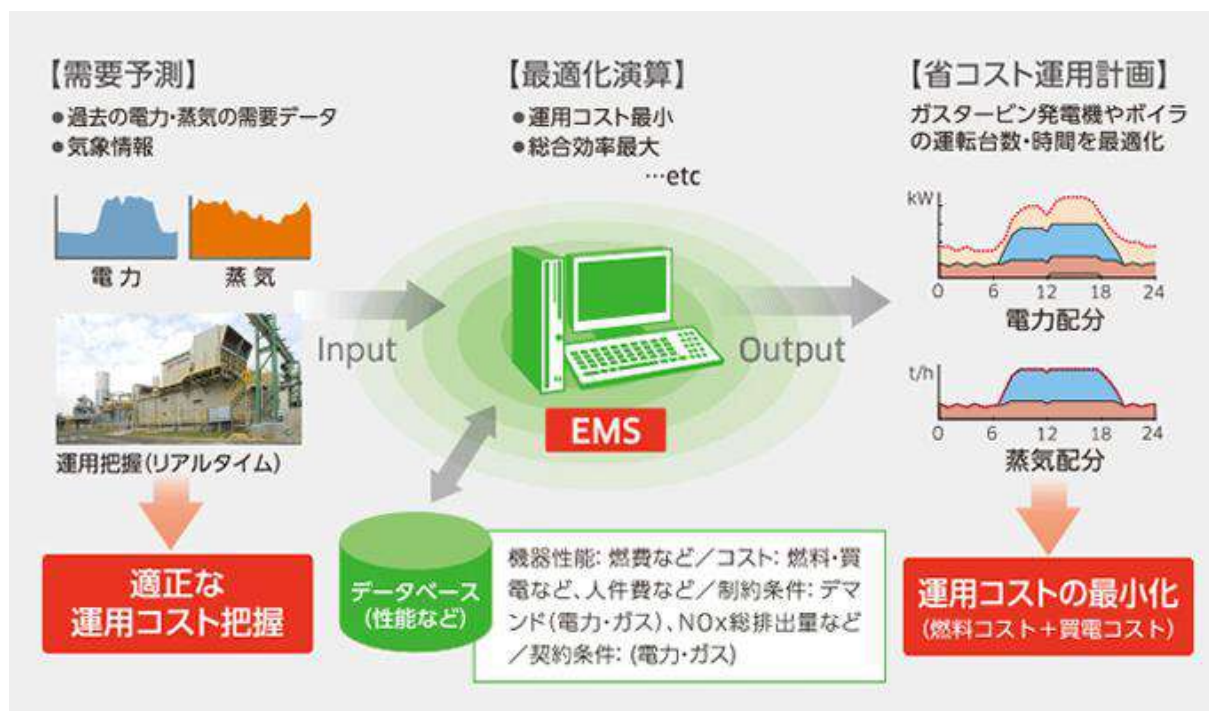 【需要予測】
●過去の電力・蒸気の需要データ
●気象情報
電力
蒸気
運用把握(リアルタイム)
適正な
運用コスト把握
Input
【最適化演算】
●運用コスト最小
●総合効率最大
…etc
EMS
データベース
(性能など)
機器性能: 燃費など／コスト: 燃料・買
電など、人件費など／制約条件: デマ
ンド(電力・ガス)、NOx総排出量など
／契約条件: (電力・ガス)
Output
【省コスト運用計画】
ガスタービン発電機やボイラ
の運転台数・時間を最適化
kW
0 6 12 18 24
電力配分
t/h
0 6 12 18 24
蒸気配分
運用コストの最小化
(燃料コスト＋買電コスト)